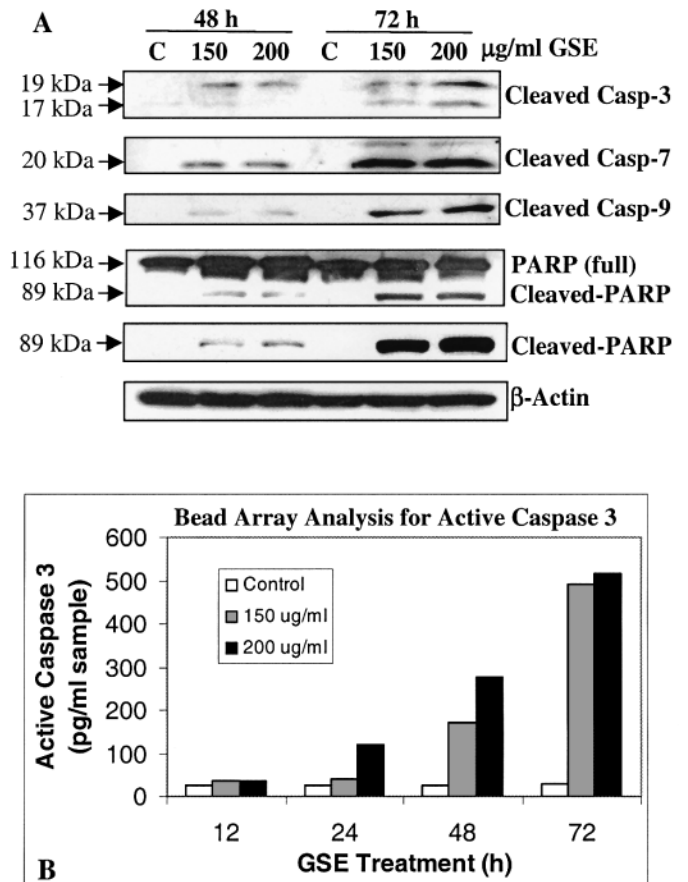 A
48 h 72 h
C 150 200 C 150 200 μg/ml GSE
19 kDa
17 kDa
Cleaved Casp-3
20 kDa
Cleaved Casp-7
37 kDa
Cleaved Casp-9
116 kDa
PARP (full)
89 kDa
Cleaved-PARP
89 kDa
Cleaved-PARP
β-Actin
Bead Array Analysis for Active Caspase 3
Active Caspase 3
(pg/ml sample)
600
500
400
300
200
100
0
Control
150 ug/ml
200 ug/ml
12 24 48 72
GSE Treatment (h)
B